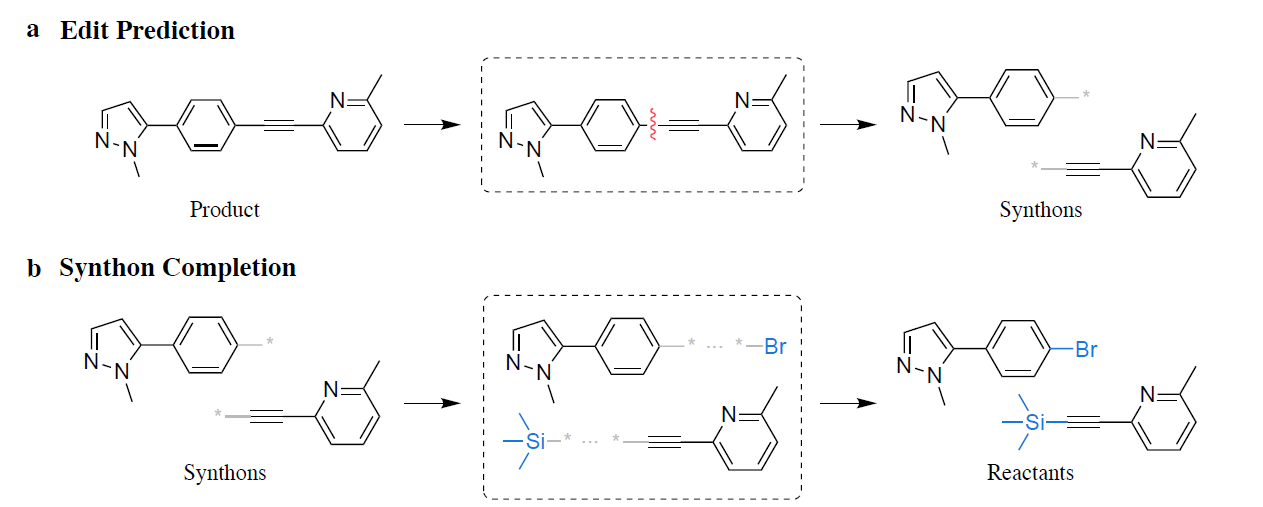 a Edit Prediction
N N N
N N N
N N
N
Product
Synthons
*
*
b Synthon Completion
N N *
* N
N N * ... * Br
Si * ... * N
N N Br
Si N
Synthons
Reactants